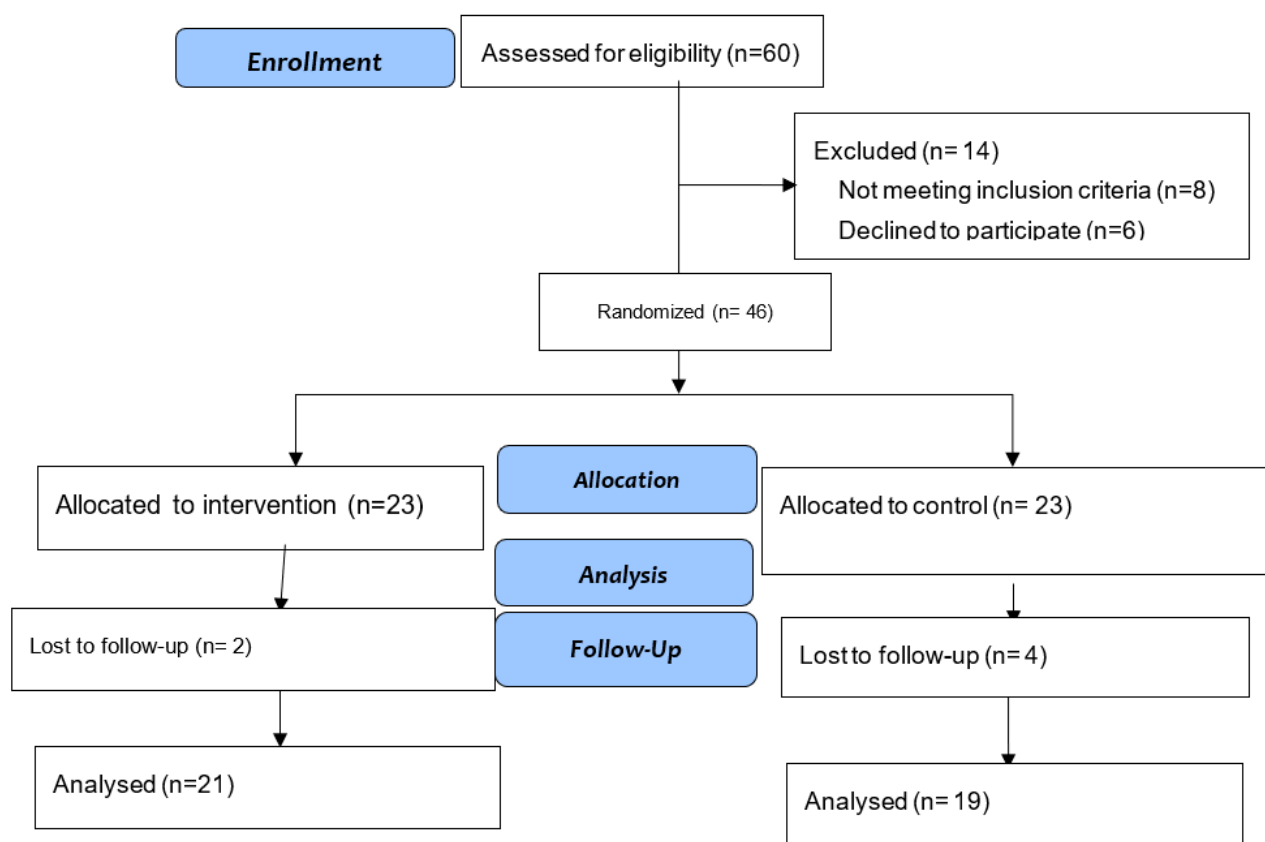 Enrollment
Assessed for eligibility (n=60)
Excluded (n= 14)
Not meeting inclusion criteria (n=8)
Declined to participate (n=6)
Randomized (n= 46)
Allocation
Allocated to intervention (n=23)
Allocated to control (n= 23)
Analysis
Lost to follow-up (n= 2)
Follow-Up
Lost to follow-up (n= 4)
Analysed (n=21)
Analysed (n= 19)